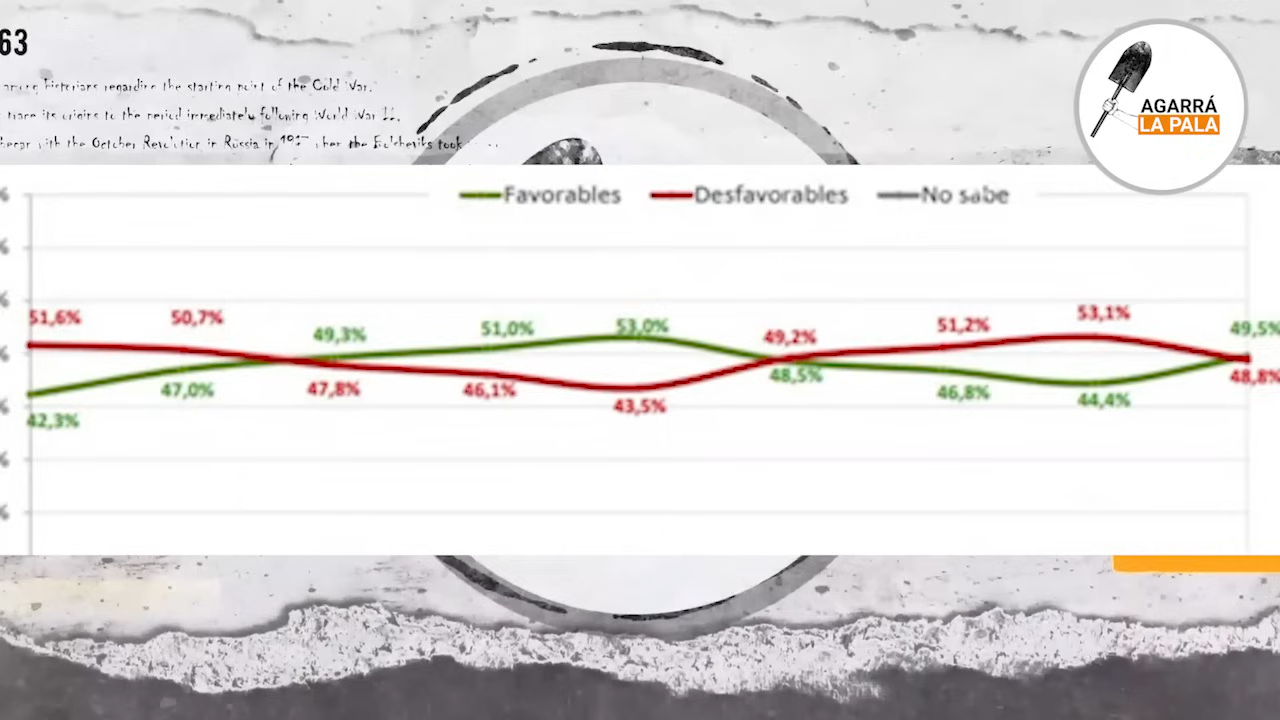 63
among historians regarding the starting point of the Cold War.
trace its origins to the period immediately following World War II,
with the October Revolution in Russia in when the Bolsheviks took
AGARRÁ
LA PALA
Favorables Desfavorables No sabe
%
%
%
%
%
%
%
51,6% 50,7% 49,3% 51,0% 53,0% 49,2% 51,2% 53,1% 49,5%
42,3% 47,0% 47,8% 46,1% 43,5% 48,5% 46,8% 44,4% 48,8%